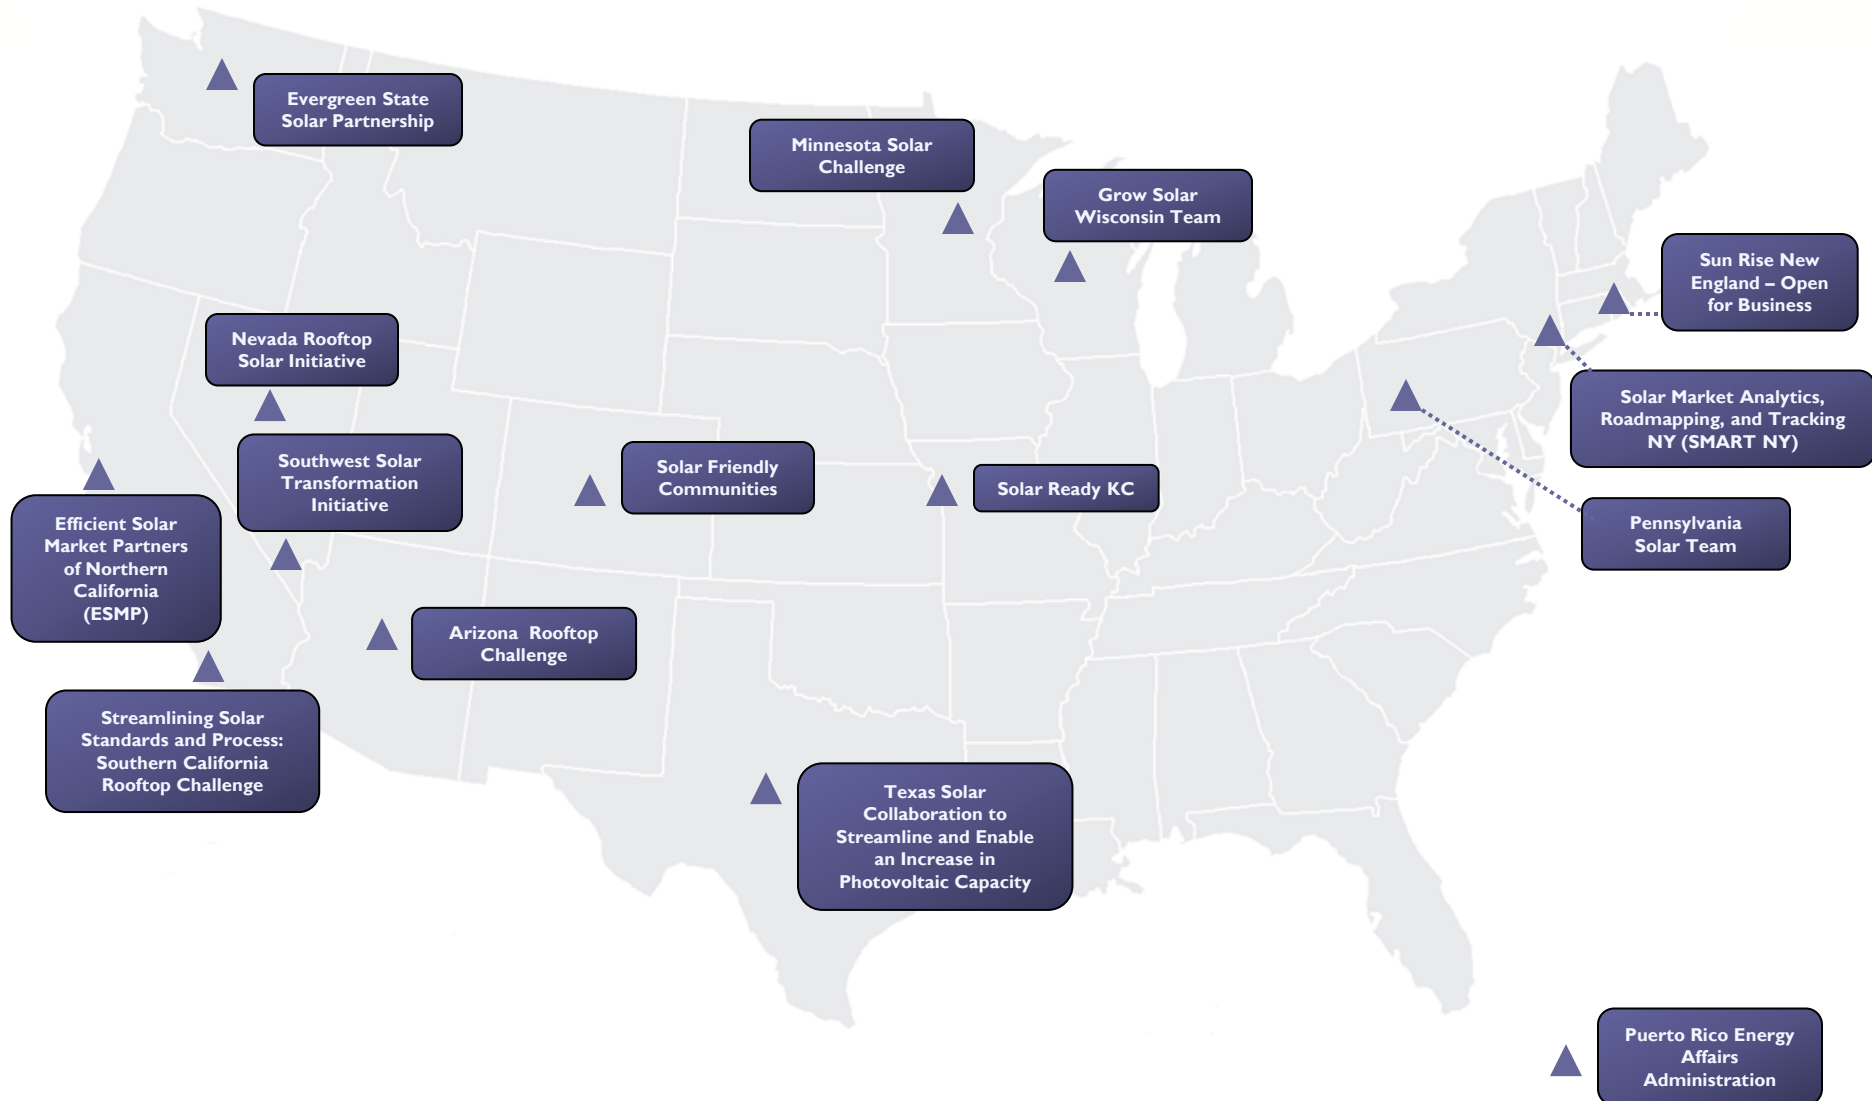 Evergreen State
Solar Partnership
Minnesota Solar
Challenge
Grow Solar
Wisconsin Team
Sun Rise New
England – Open
for Business
Nevada Rooftop
Solar Initiative
Solar Market Analytics,
Roadmapping, and Tracking
NY (SMART NY)
Southwest Solar
Transformation
Initiative
Solar Friendly
Communities
Solar Ready KC
Efficient Solar
Market Partners
of Northern
California
(ESMP)
Pennsylvania
Solar Team
Arizona  Rooftop
Challenge
Streamlining Solar
Standards and Process:
Southern California
Rooftop Challenge
Texas Solar
Collaboration to
Streamline and Enable
an Increase in
Photovoltaic Capacity
Puerto Rico Energy
Affairs
Administration